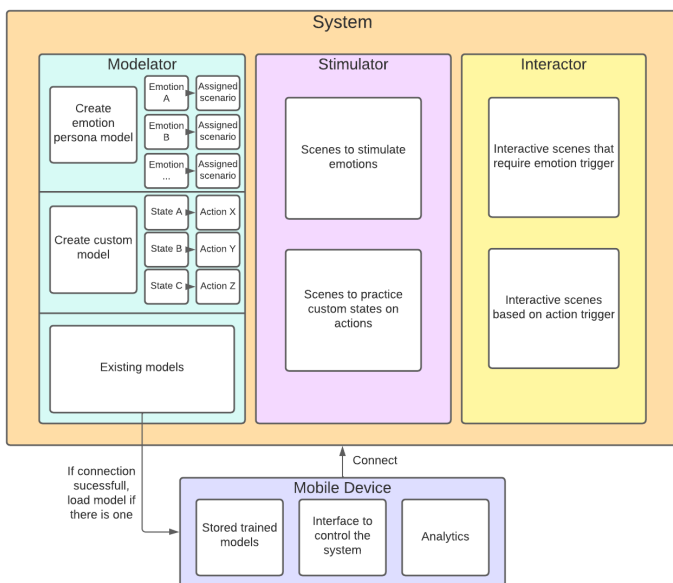 System
Modelator
Create
emotion
persona model
Emotion
A
Assigned
scenario
Emotion
B
Assigned
scenario
Emotion
...
Assigned
scenario
Create custom
model
State A
Action X
State B
Action Y
State C
Action Z
Existing models
Stimulator
Scenes to stimulate
emotions
Scenes to practice
custom states on
actions
Interactor
Interactive scenes that
require emotion trigger
Interactive scenes
based on action trigger
If connection
sucessfull,
load model if
there is one
Connect
Mobile Device
Stored trained
models
Interface to
control the
system
Analytics